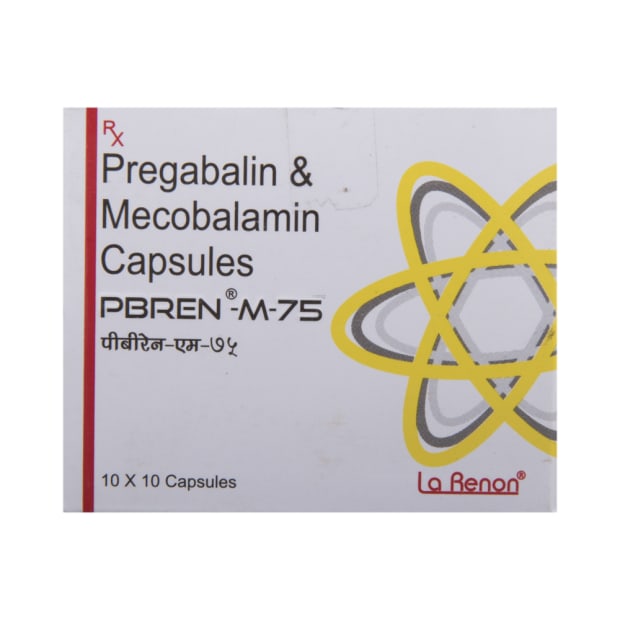 Rx
Pregabalin &
Mecobalamin
Capsules
PBREN®-M-75
पीबीरेन-एम-७५
10 X 10 Capsules
La Renon®